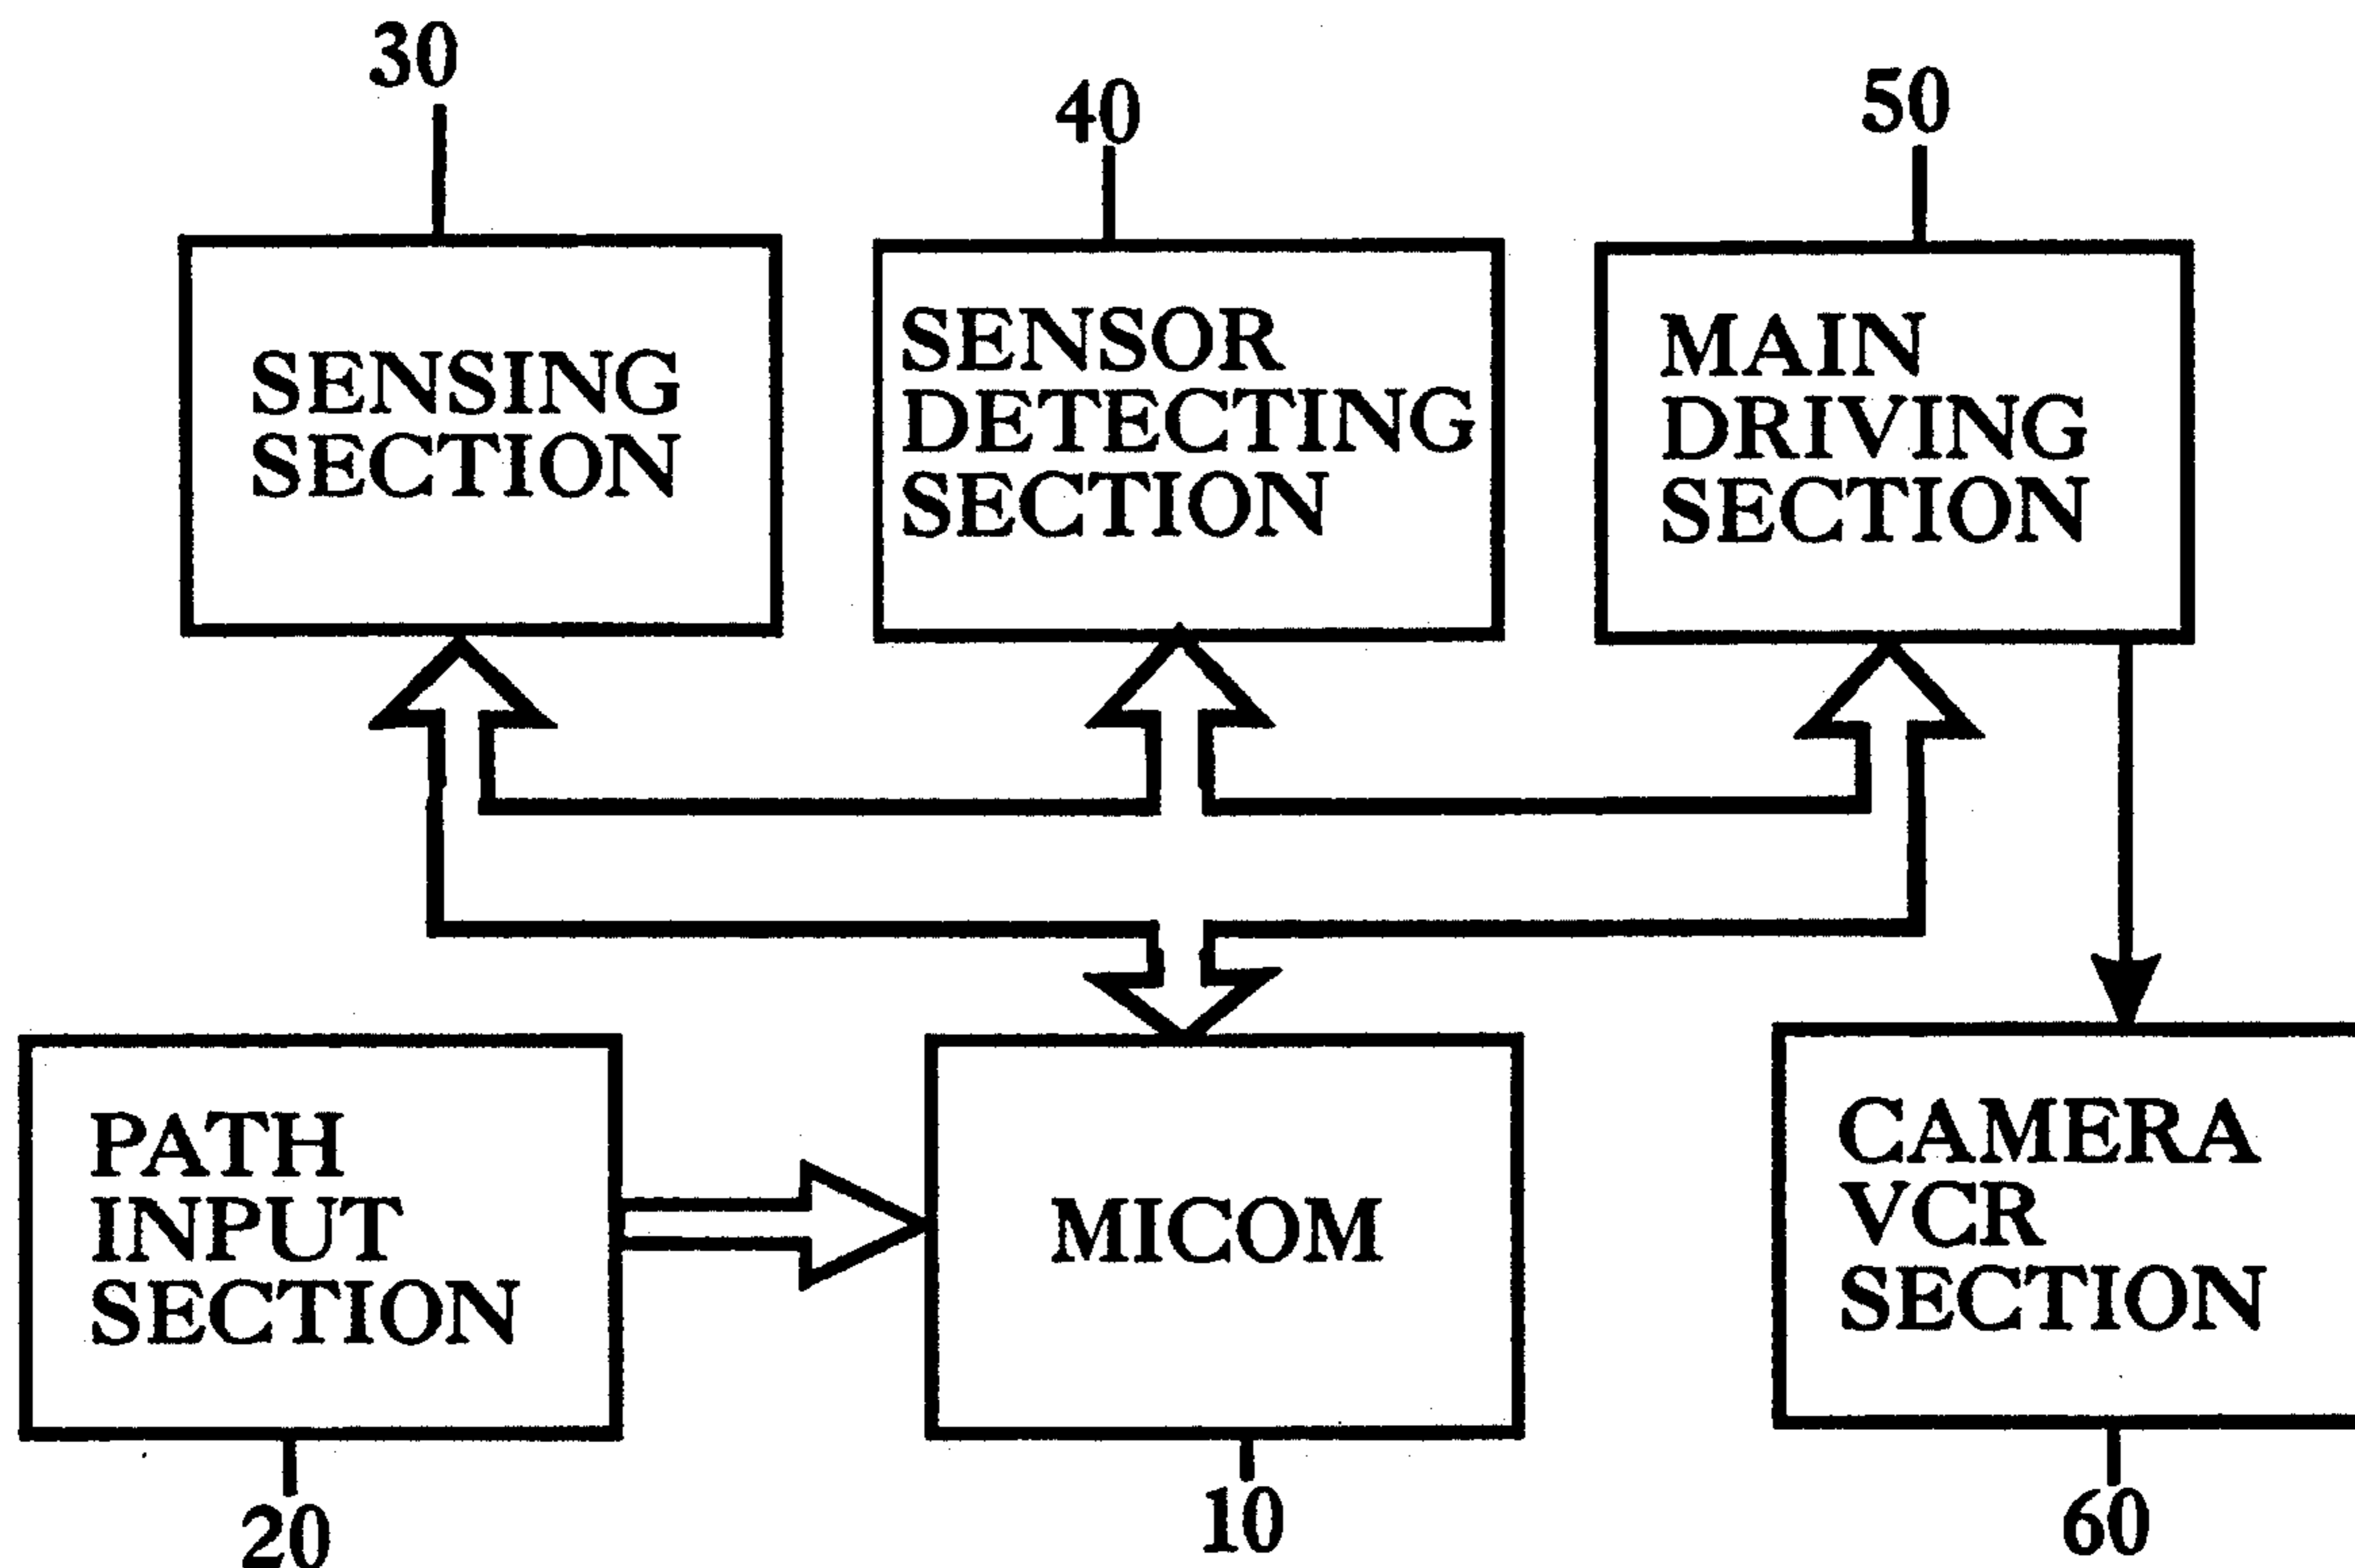 30
40
50
SENSING
SECTION
SENSOR
DETECTING
SECTION
MAIN
DRIVING
SECTION
PATH
INPUT
SECTION
MICOM
CAMERA
VCR
SECTION
20
10
60